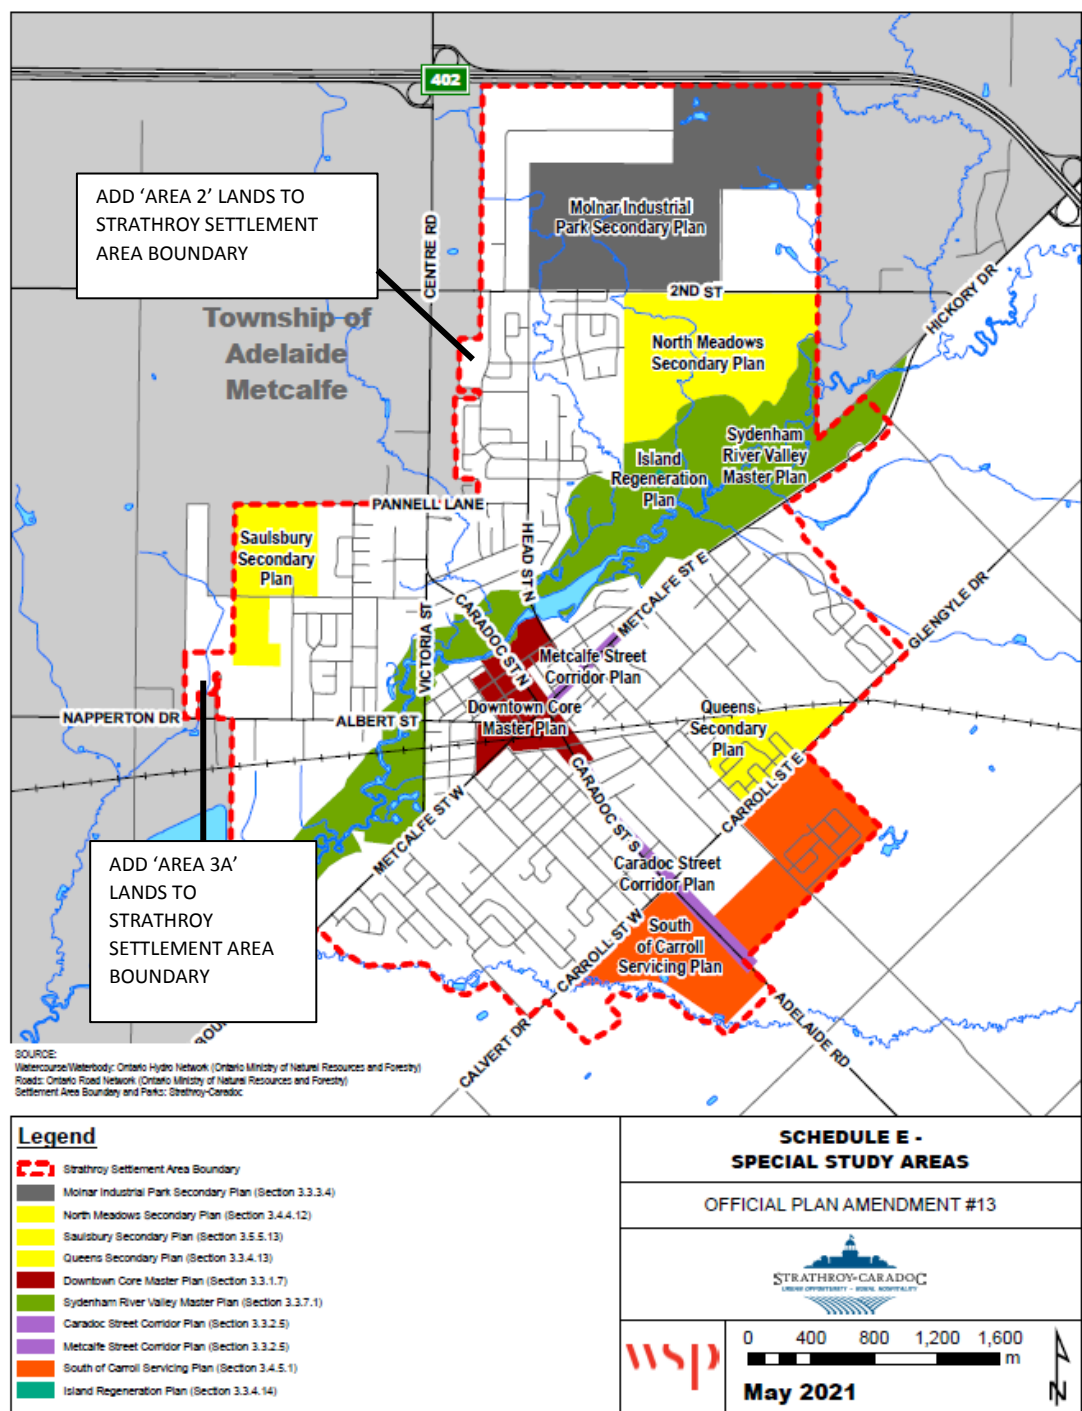 402
ADD ‘AREA 2’ LANDS TO
STRATHROY SETTLEMENT
AREA BOUNDARY
CENTRE RD
Molnar Industrial
Park Secondary Plan
2ND ST
HICKORY DR
Township of
Adelaide
Metcalfe
North Meadows
Secondary Plan
Sydenham
River Valley
Master Plan
Island
Regeneration
Plan
PANNELL LANE
HEAD ST N
Saulsbury
Secondary
Plan
METCALFE ST E
CARADOC ST N
VICTORIA ST
GLENGYLE DR
Metcalfe Street
Corridor Plan
NAPPERTON DR
ALBERT ST
Downtown Core
Master Plan
Queens
Secondary
Plan
CARADOC ST S
CARROLL ST E
METCALFE ST W
ADD ‘AREA 3A’
LANDS TO
STRATHROY
SETTLEMENT AREA
BOUNDARY
Caradoc Street
Corridor Plan
CARROLL ST W
South
of Carroll
Servicing Plan
ADELAIDE RD
CALVERT DR
SOURCE:
Watercourse/Waterbody: Ontario Hydro Network (Ontario Ministry of Natural Resources and Forestry)
Roads: Ontario Road Network (Ontario Ministry of Natural Resources and Forestry)
Settlement Area Boundary and Parks: Strathroy-Caradoc
Legend
Strathroy Settlement Area Boundary
Molnar Industrial Park Secondary Plan (Section 3.3.3.4)
North Meadows Secondary Plan (Section 3.4.4.12)
Saulsbury Secondary Plan (Section 3.5.5.13)
Queens Secondary Plan (Section 3.3.4.13)
Downtown Core Master Plan (Section 3.3.1.7)
Sydenham River Valley Master Plan (Section 3.3.7.1)
Caradoc Street Corridor Plan (Section 3.3.2.5)
Metcalfe Street Corridor Plan (Section 3.3.2.5)
South of Carroll Servicing Plan (Section 3.4.5.1)
Island Regeneration Plan (Section 3.3.4.14)
SCHEDULE E -
SPECIAL STUDY AREAS
OFFICIAL PLAN AMENDMENT #13
STRATHROY-CARADOC
URBAN OPPORTUNITY - RURAL HOSPITALITY
wsp
0 400 800 1,200 1,600
m
May 2021
N